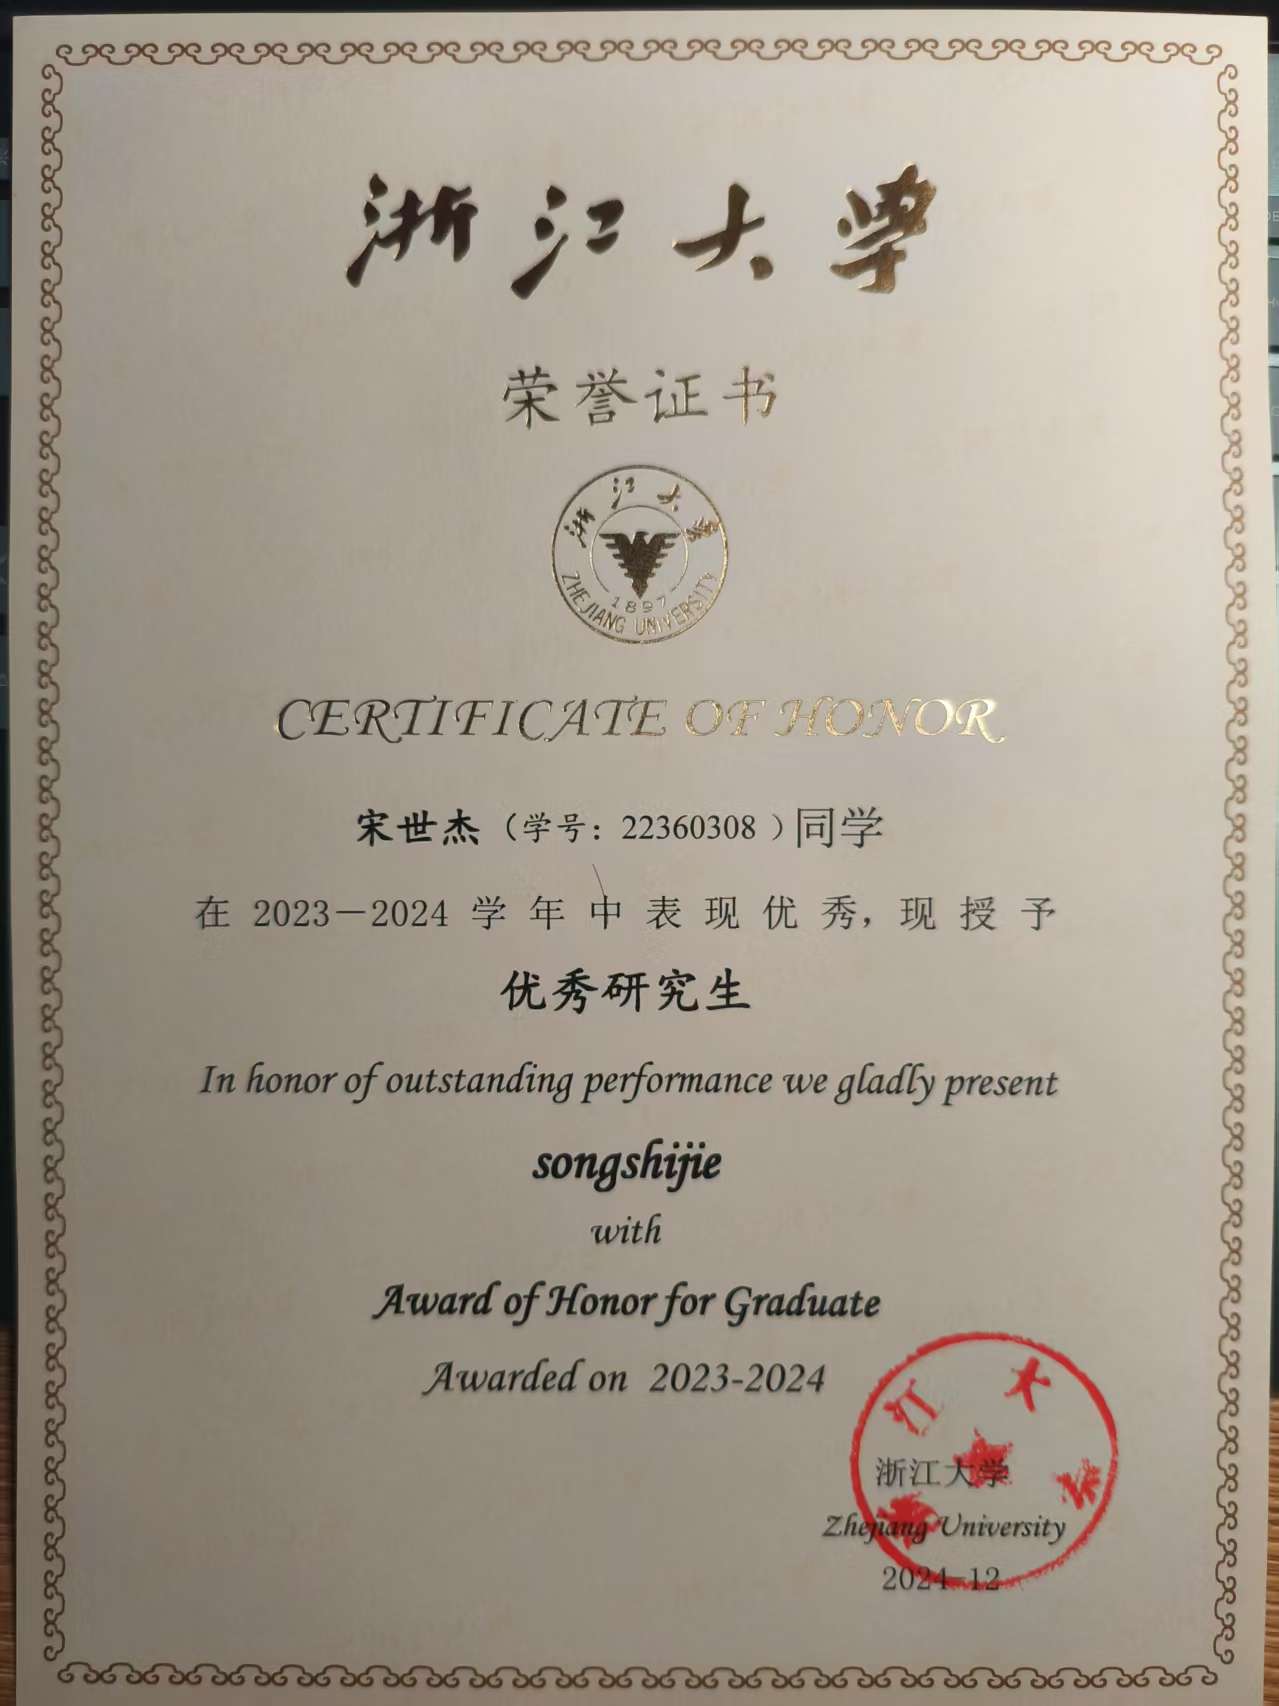 浙江大学
荣誉证书
浙江大学
1897
ZHEJIANG UNIVERSITY
CERTIFICATE OF HONOR
宋世杰（学号：22360308）同学
在 2023－2024 学 年 中 表 现 优 秀，现 授 予
优秀研究生
In honor of outstanding performance we gladly present
songshijie
with
Award of Honor for Graduate
Awarded on 2023-2024
江大
浙江大学
Zhejiang University
2024-12